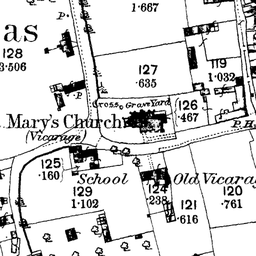 P.
1.667
as
128
3.506
127
.635
119
1.032
P.
Cross Grave Yard
126
.467
Mary's Church
(Vicarage)
P.H.
125
.160
School
Old Vicarage
129
1.102
124
.238
120
.761
121
.616